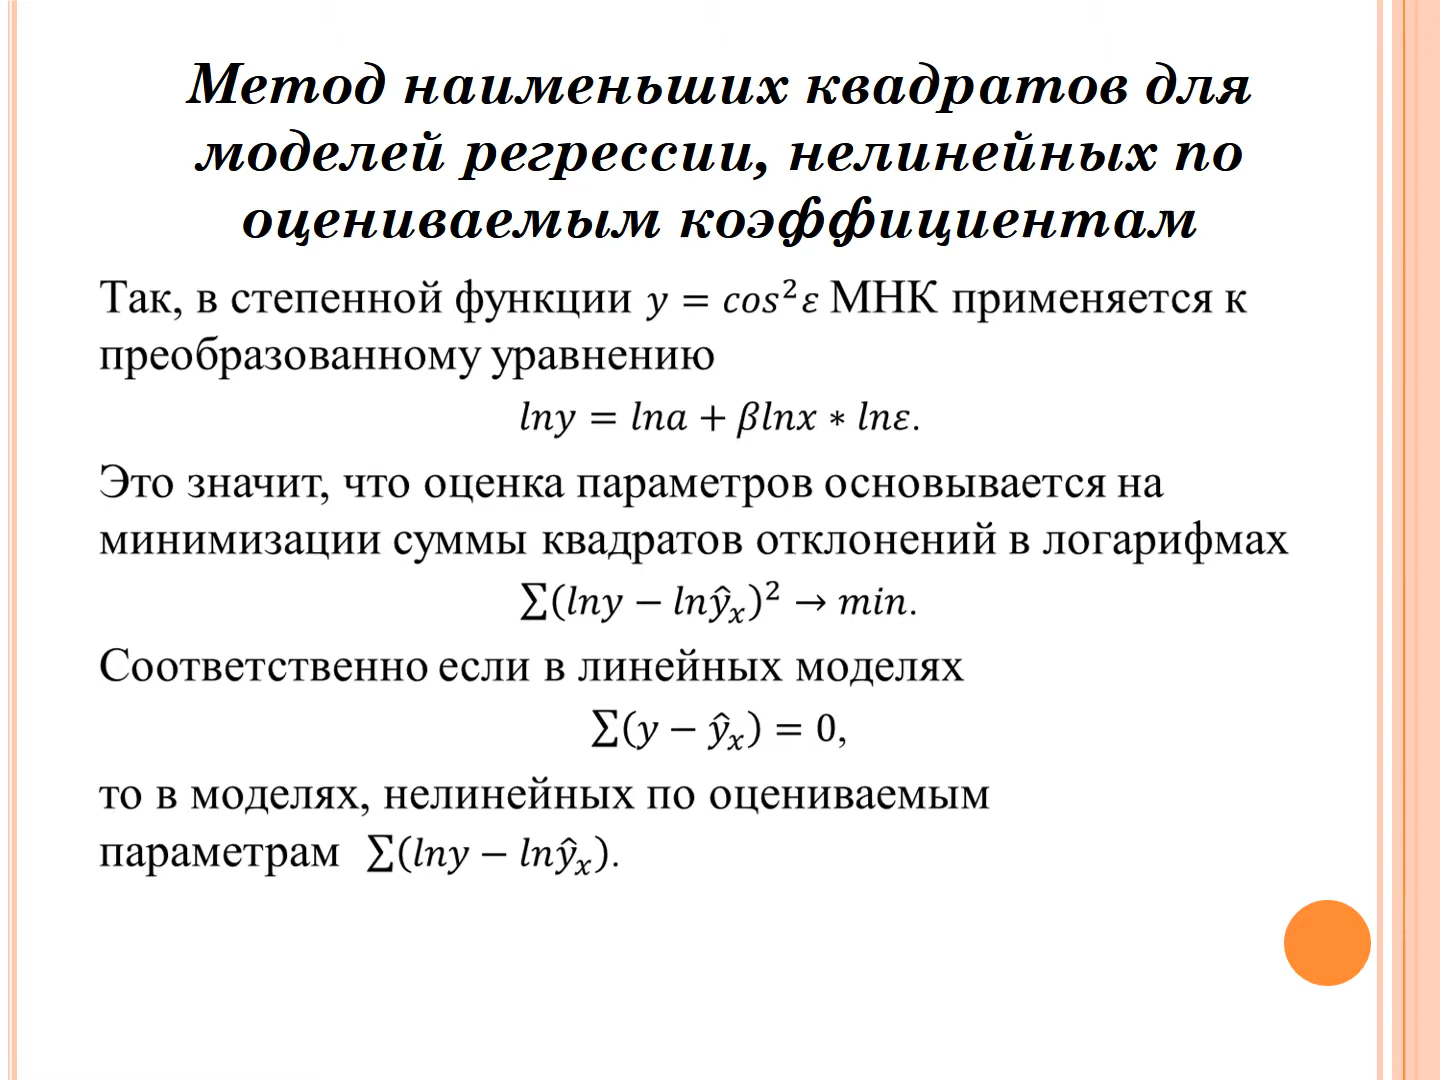 Метод наименьших квадратов для
моделей регрессии, нелинейных по
оцениваемым коэффициентам
Так, в степенной функции y = cos²ε МНК применяется к
преобразованному уравнению
lny = lna + βlnx * lnε.
Это значит, что оценка параметров основывается на
минимизации суммы квадратов отклонений в логарифмах
∑(lny − lnŷₓ)² → min.
Соответственно если в линейных моделях
∑(y − ŷₓ) = 0,
то в моделях, нелинейных по оцениваемым
параметрам ∑(lny − lnŷₓ).